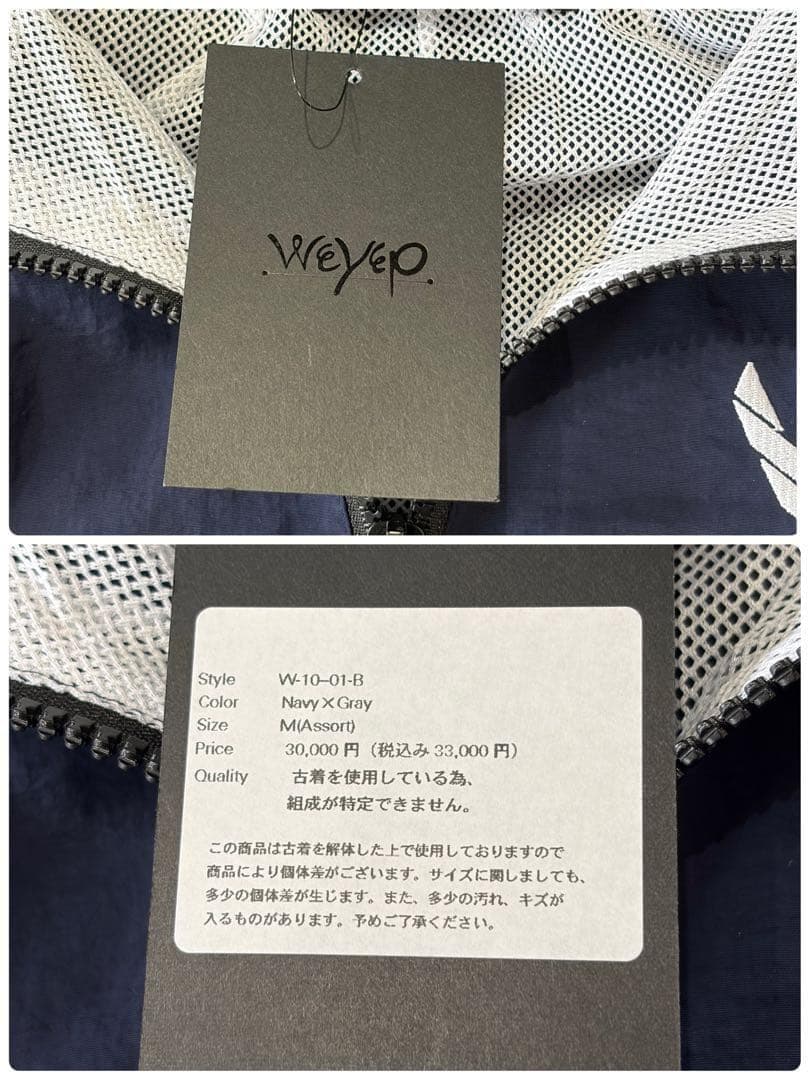 weyep
Style W-10-01-B
Color Navy×Gray
Size M(Assort)
Price 30,000 円（税込み 33,000 円）
Quality 古着を使用している為、
組成が特定できません。
この商品は古着を解体した上で使用しておりますので
商品により個体差がございます。サイズに関しましても、
多少の個体差が生じます。また、多少の汚れ、キズが
入るものがあります。予めご了承ください。